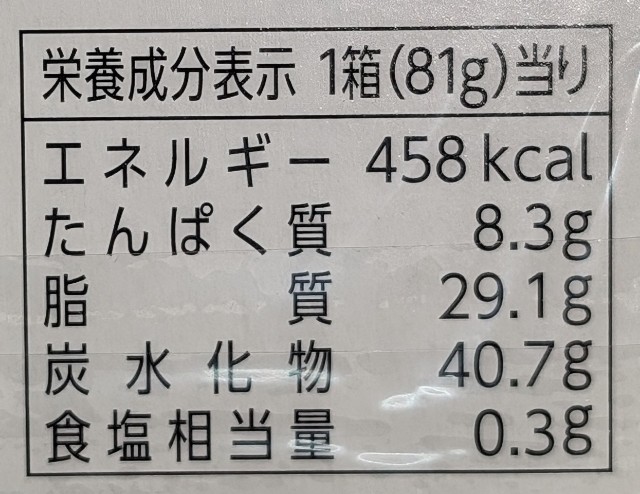 栄養成分表示 1箱(81g)当り
エネルギー 458kcal
たんぱく質 8.3g
脂質 29.1g
炭水化物 40.7g
食塩相当量 0.3g